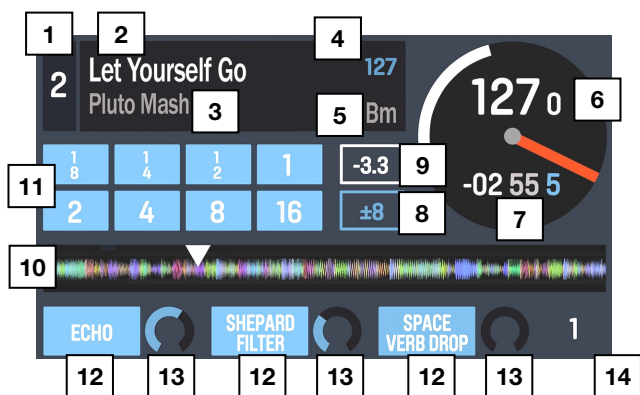 1 2 4
2 Let Yourself Go 127
Pluto Mash 3 5 Bm
127 0 6
-02 55 5
7
11 1/8 1/4 1/2 1 -3.3 9
2 4 8 16 ±8 8
10
ECHO SHEPARD FILTER SPACE VERB DROP 1
12 13 12 13 12 13 14